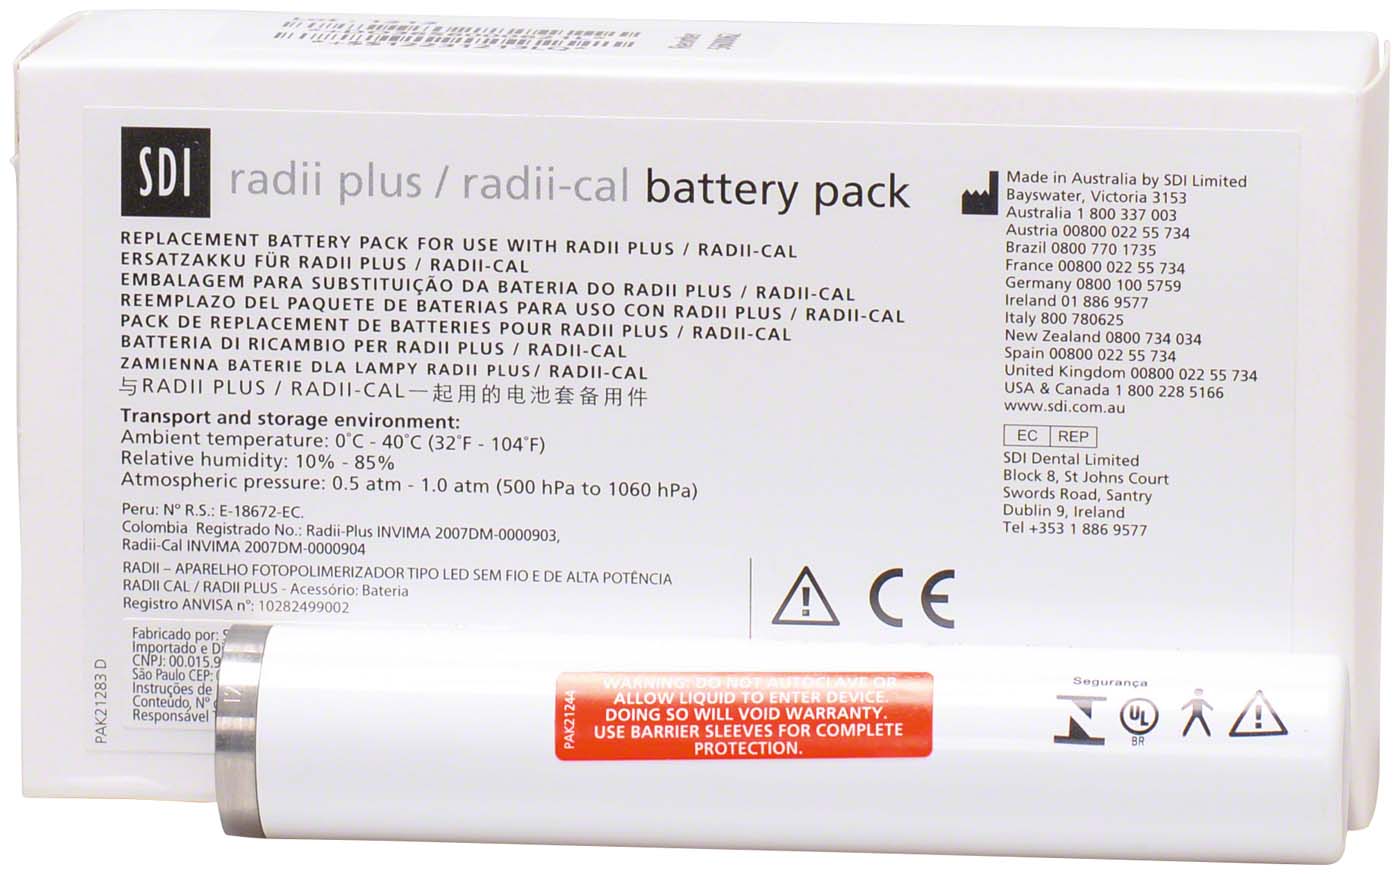 SDI
radii plus / radii-cal battery pack
REPLACEMENT BATTERY PACK FOR USE WITH RADII PLUS / RADII-CAL
ERSATZAKKU FÜR RADII PLUS / RADII-CAL
EMBALAGEM PARA SUBSTITUIÇÃO DA BATERIA DO RADII PLUS / RADII-CAL
REEMPLAZO DEL PAQUETE DE BATERIAS PARA USO CON RADII PLUS / RADII-CAL
PACK DE REPLACEMENT DE BATTERIES POUR RADII PLUS / RADII-CAL
BATTERIA DI RICAMBIO PER RADII PLUS / RADII-CAL
ZAMIENNA BATERIE DLA LAMPY RADII PLUS/ RADII-CAL
与RADII PLUS / RADII-CAL一起用的电池套备用件
Transport and storage environment:
Ambient temperature: 0°C - 40°C (32°F - 104°F)
Relative humidity: 10% - 85%
Atmospheric pressure: 0.5 atm - 1.0 atm (500 hPa to 1060 hPa)
Peru: N° R.S.: E-18672-EC.
Colombia Registrado No.: Radii-Plus INVIMA 2007DM-0000903,
Radii-Cal INVIMA 2007DM-0000904
RADII – APARELHO FOTOPOLIMERIZADOR TIPO LED SEM FIO E DE ALTA POTÊNCIA
RADII CAL / RADII PLUS - Acessório: Bateria
Registro ANVISA n°: 10282499002
Fabricado por:
Importado e
CNPJ: 00.015.9
São Paulo CEP:
Instruções de
Conteúdo, N°
Responsável
PAK21283 D
Made in Australia by SDI Limited
Bayswater, Victoria 3153
Australia 1 800 337 003
Austria 00800 022 55 734
Brazil 0800 770 1735
France 00800 022 55 734
Germany 0800 100 5759
Ireland 01 886 9577
Italy 800 780625
New Zealand 0800 734 034
Spain 00800 022 55 734
United Kingdom 00800 022 55 734
USA & Canada 1 800 228 5166
www.sdi.com.au
EC REP
SDI Dental Limited
Block 8, St Johns Court
Swords Road, Santry
Dublin 9, Ireland
Tel +353 1 886 9577
CE
PAK21244
WARNING: DO NOT AUTOCLAVE OR
ALLOW LIQUID TO ENTER DEVICE.
DOING SO WILL VOID WARRANTY.
USE BARRIER SLEEVES FOR COMPLETE
PROTECTION.
Segurança
UL
BR